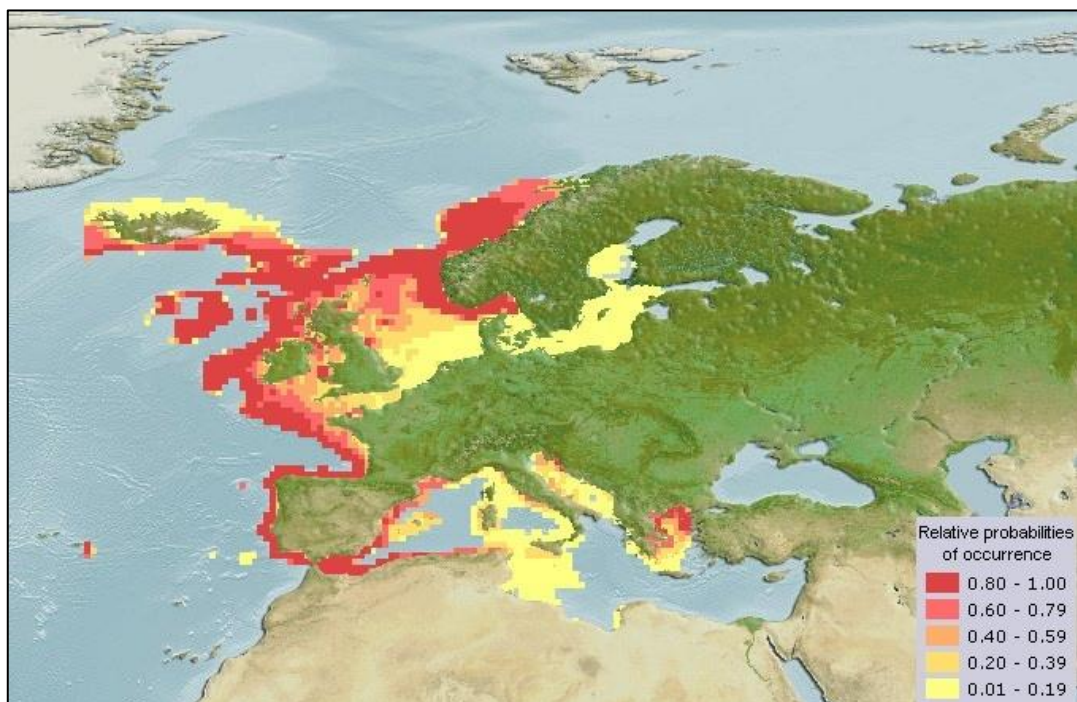 Relative probabilities
of occurrence
0.80 - 1.00
0.60 - 0.79
0.40 - 0.59
0.20 - 0.39
0.01 - 0.19